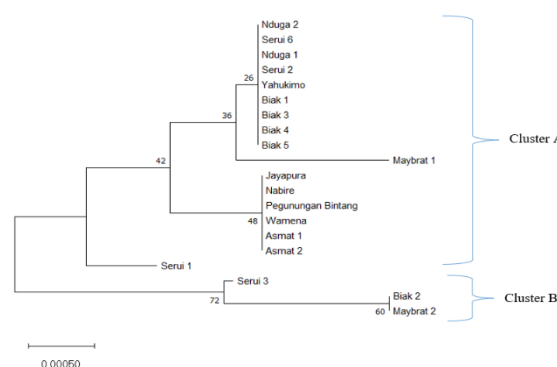 Nduga 2
Serui 6
Nduga 1
Serui 2
26
Yahukimo
Biak 1
Biak 3
36
Biak 4
Biak 5
Cluster A
42
Maybrat 1
Jayapura
Nabire
Pegunungan Bintang
48
Wamena
Asmat 1
Asmat 2
Serui 1
Serui 3
72
Biak 2
Cluster B
60
Maybrat 2
0.00050